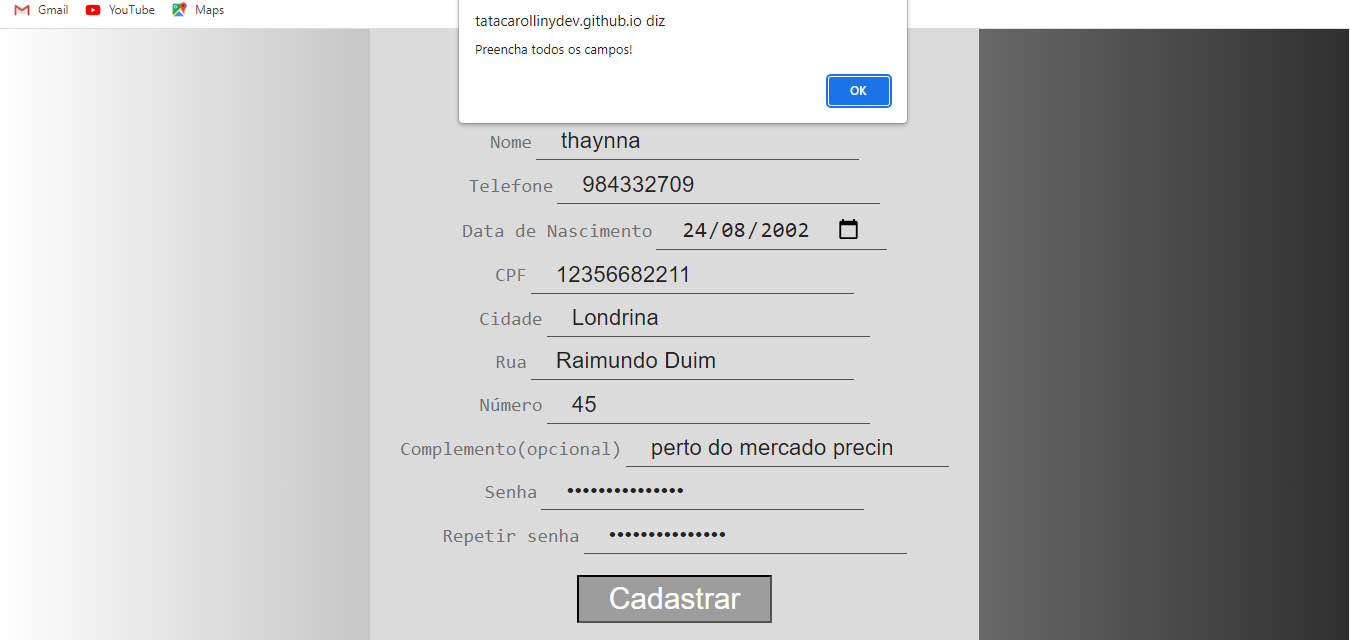 Gmail YouTube Maps
tatacarollinydev.github.io diz
Preencha todos os campos!
OK
Nome thaynna
Telefone 984332709
Data de Nascimento 24/08/2002
CPF 12356682211
Cidade Londrina
Rua Raimundo Duim
Número 45
Complemento(opcional) perto do mercado precin
Senha •••••••••••••••
Repetir senha •••••••••••••••
Cadastrar